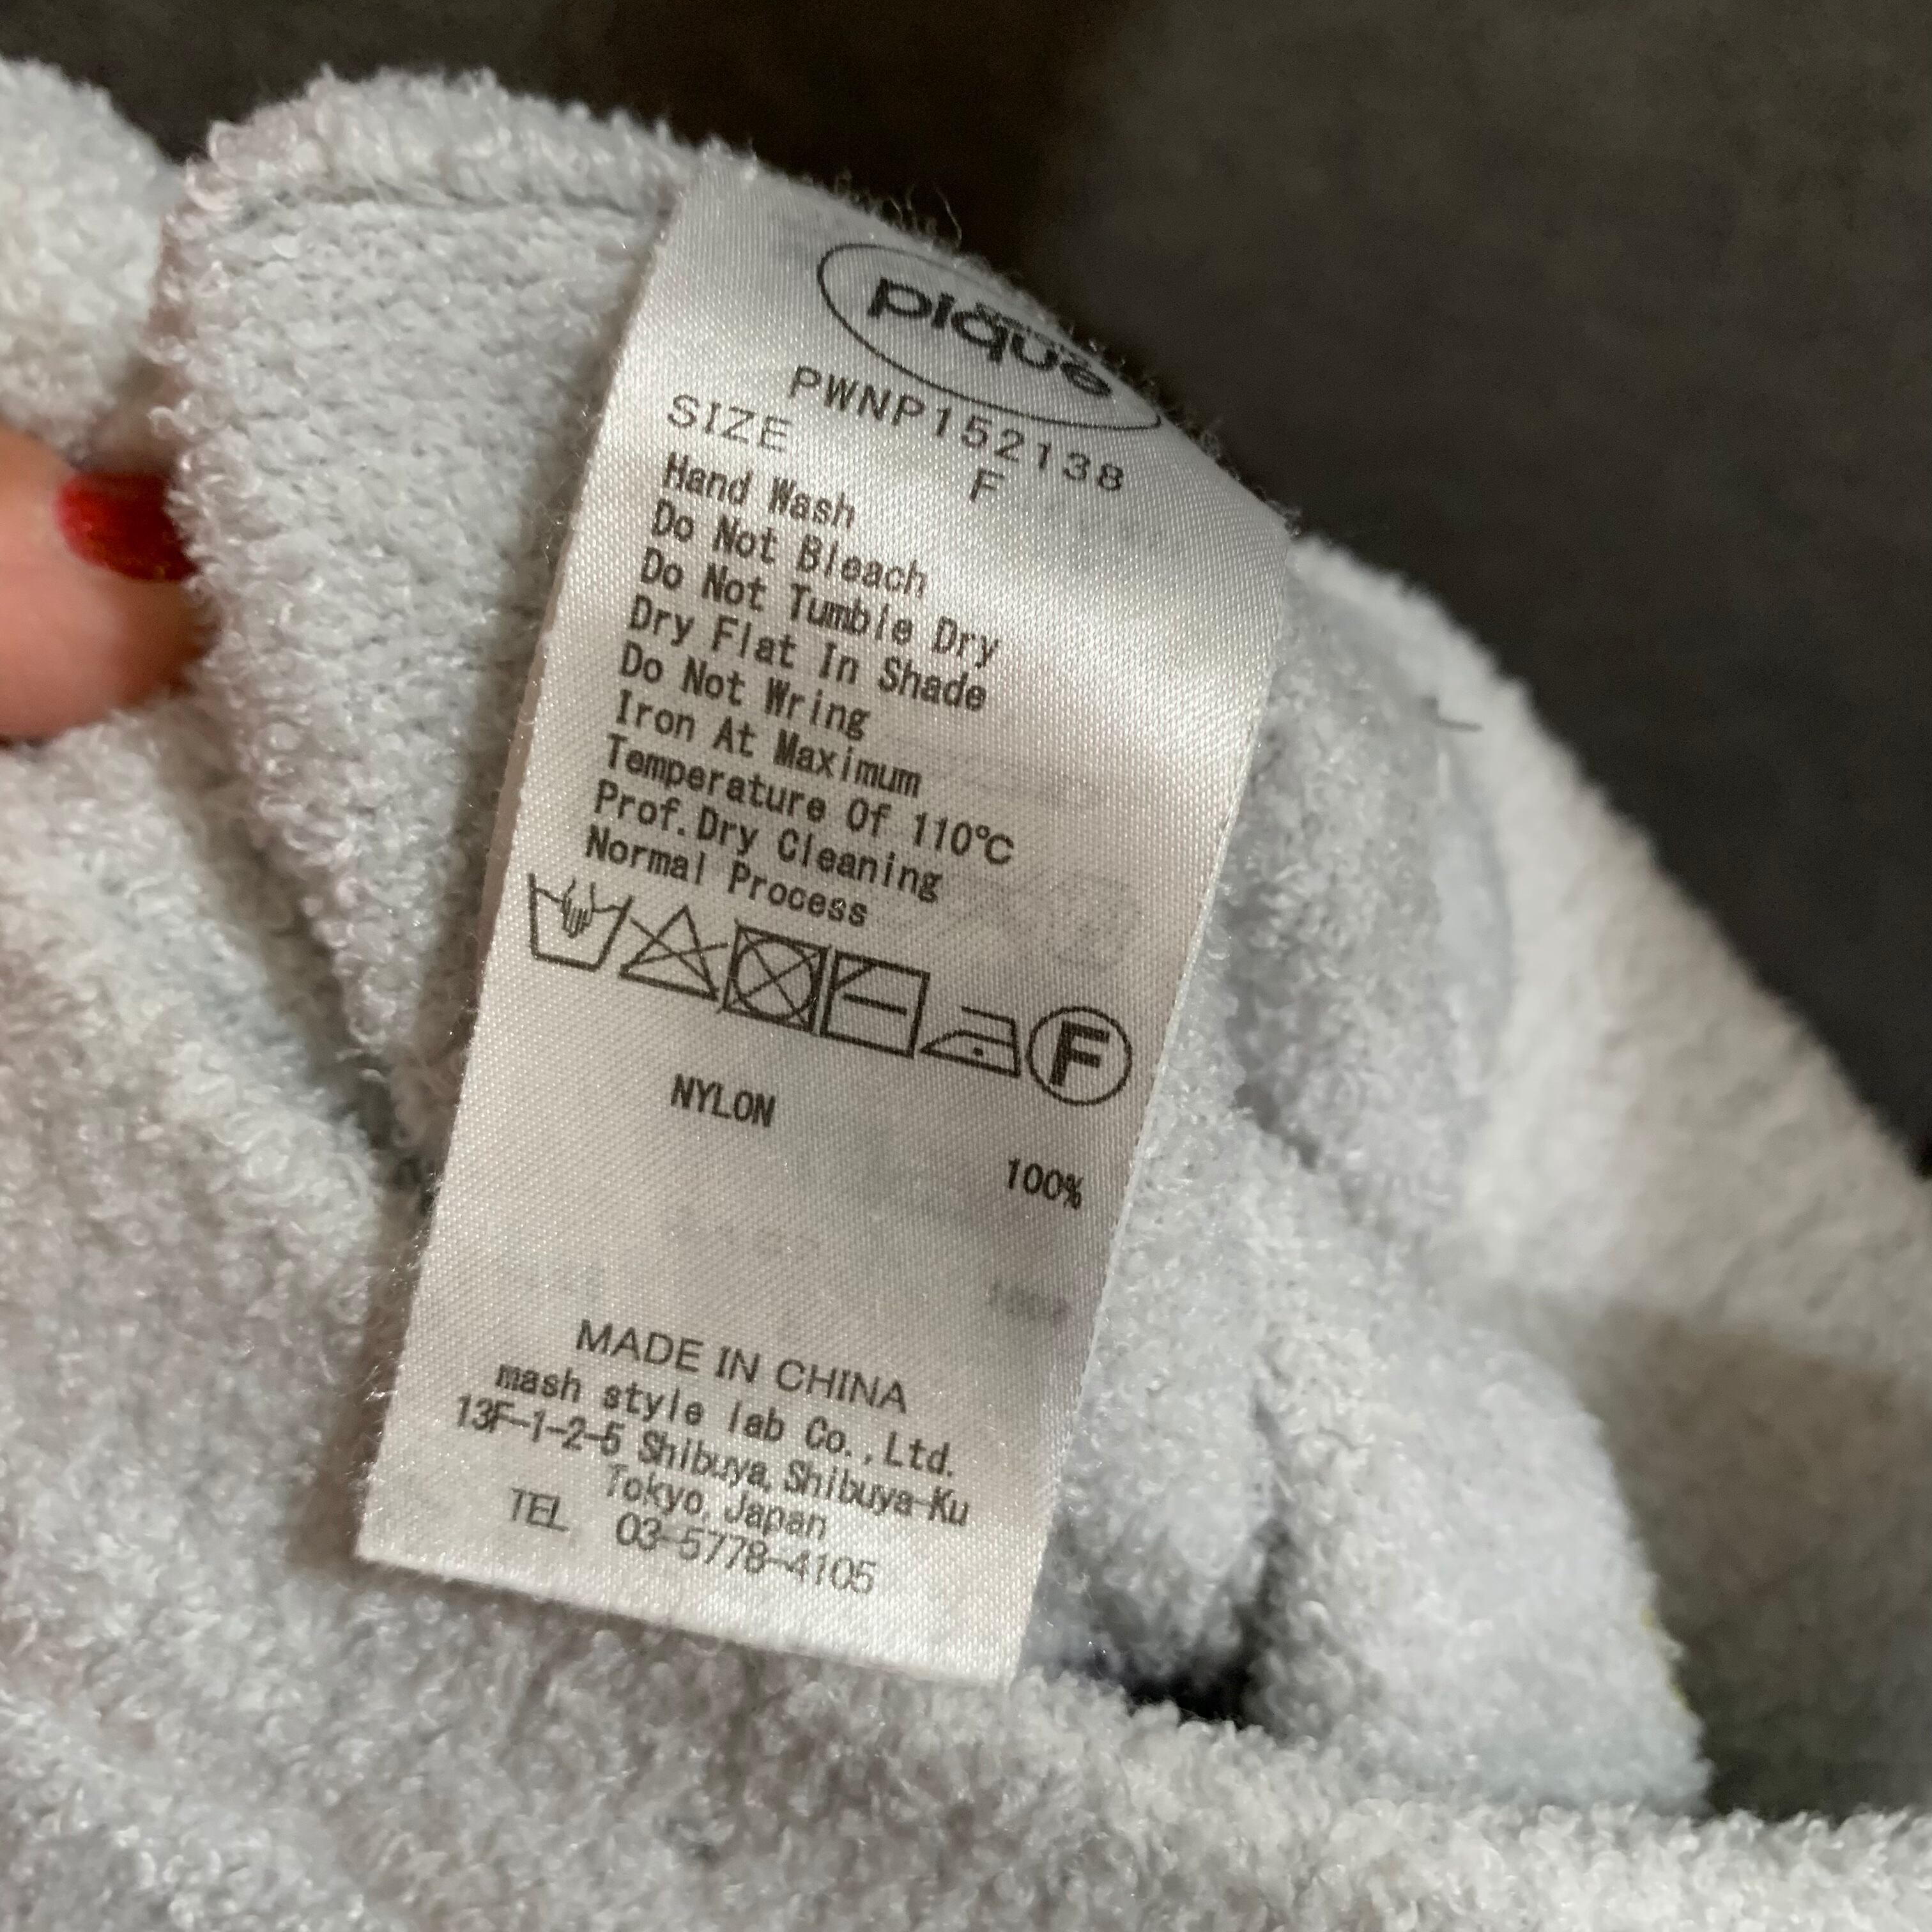 pique
PWNP152138
SIZE F
Hand Wash
Do Not Bleach
Do Not Tumble Dry
Dry Flat In Shade
Do Not Wring
Iron At Maximum
Temperature Of 110℃
Prof.Dry Cleaning
Normal Process
F
NYLON
100%
MADE IN CHINA
mash style lab Co.,Ltd.
13F-1-2-5 Shibuya,Shibuya-Ku
Tokyo, Japan
TEL 03-5778-4105